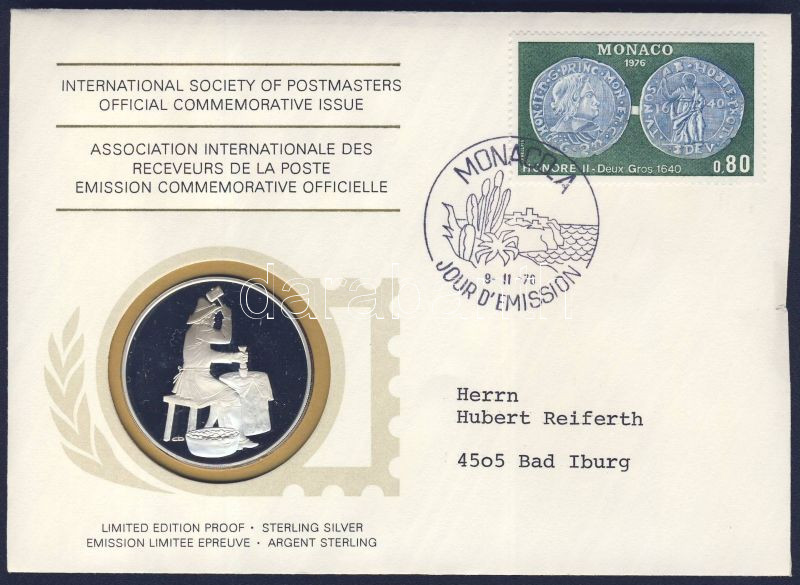 INTERNATIONAL SOCIETY OF POSTMASTERS
OFFICIAL COMMEMORATIVE ISSUE
ASSOCIATION INTERNATIONALE DES
RECEVEURS DE LA POSTE
EMISSION COMMEMORATIVE OFFICIELLE
MONACO
1976
HONORE II - Deux Gros 1640
0.80
MONACO-A
9-11-76
JOUR D'EMISSION
Herrn
Hubert Reiferth
4505 Bad Iburg
LIMITED EDITION PROOF · STERLING SILVER
EMISSION LIMITEE EPREUVE · ARGENT STERLING